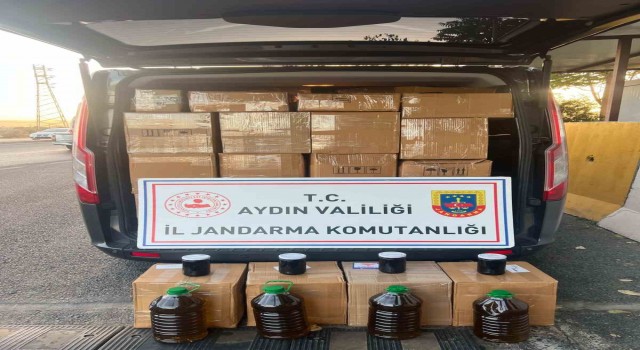 T.C.
AYDIN VALİLİĞİ
İL JANDARMA KOMUTANLIĞI